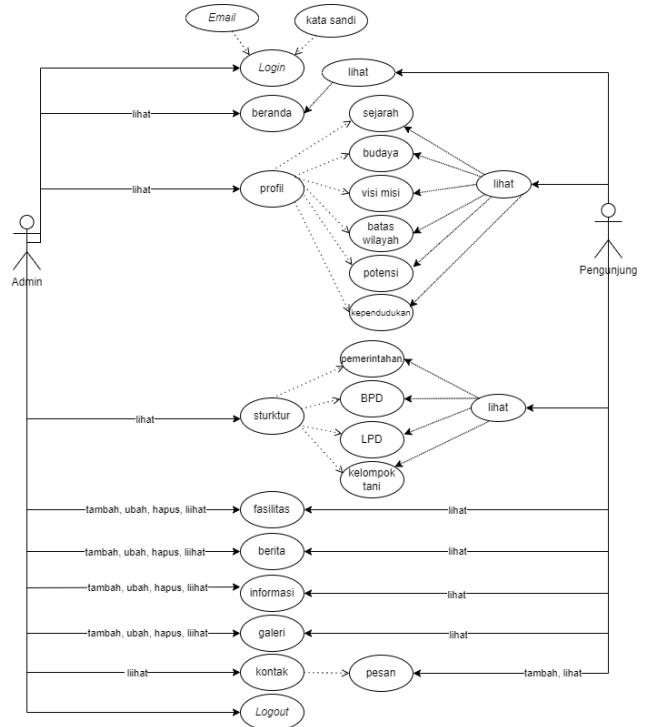 Email
kata sandi
Login
lihat
lihat
beranda
sejarah
budaya
lihat
profil
visi misi
lihat
batas
wilayah
potensi
Admin
Pengunjung
kependudukan
pemerintahan
BPD
lihat
sturktur
lihat
LPD
kelompok
tani
tambah, ubah, hapus, liihat
fasilitas
lihat
tambah, ubah, hapus, liihat
berita
lihat
tambah, ubah, hapus, liihat
informasi
lihat
tambah, ubah, hapus, liihat
galeri
lihat
liihat
kontak
pesan
tambah, lihat
Logout